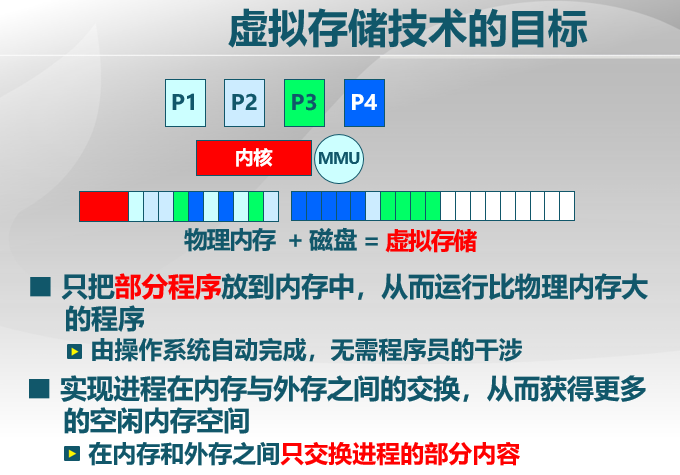 虚拟存储技术的目标
P1 P2 P3 P4
内核 MMU
物理内存 + 磁盘 = 虚拟存储
只把部分程序放到内存中，从而运行比物理内存大
的程序
由操作系统自动完成，无需程序员的干涉
实现进程在内存与外存之间的交换，从而获得更多
的空闲内存空间
在内存和外存之间只交换进程的部分内容